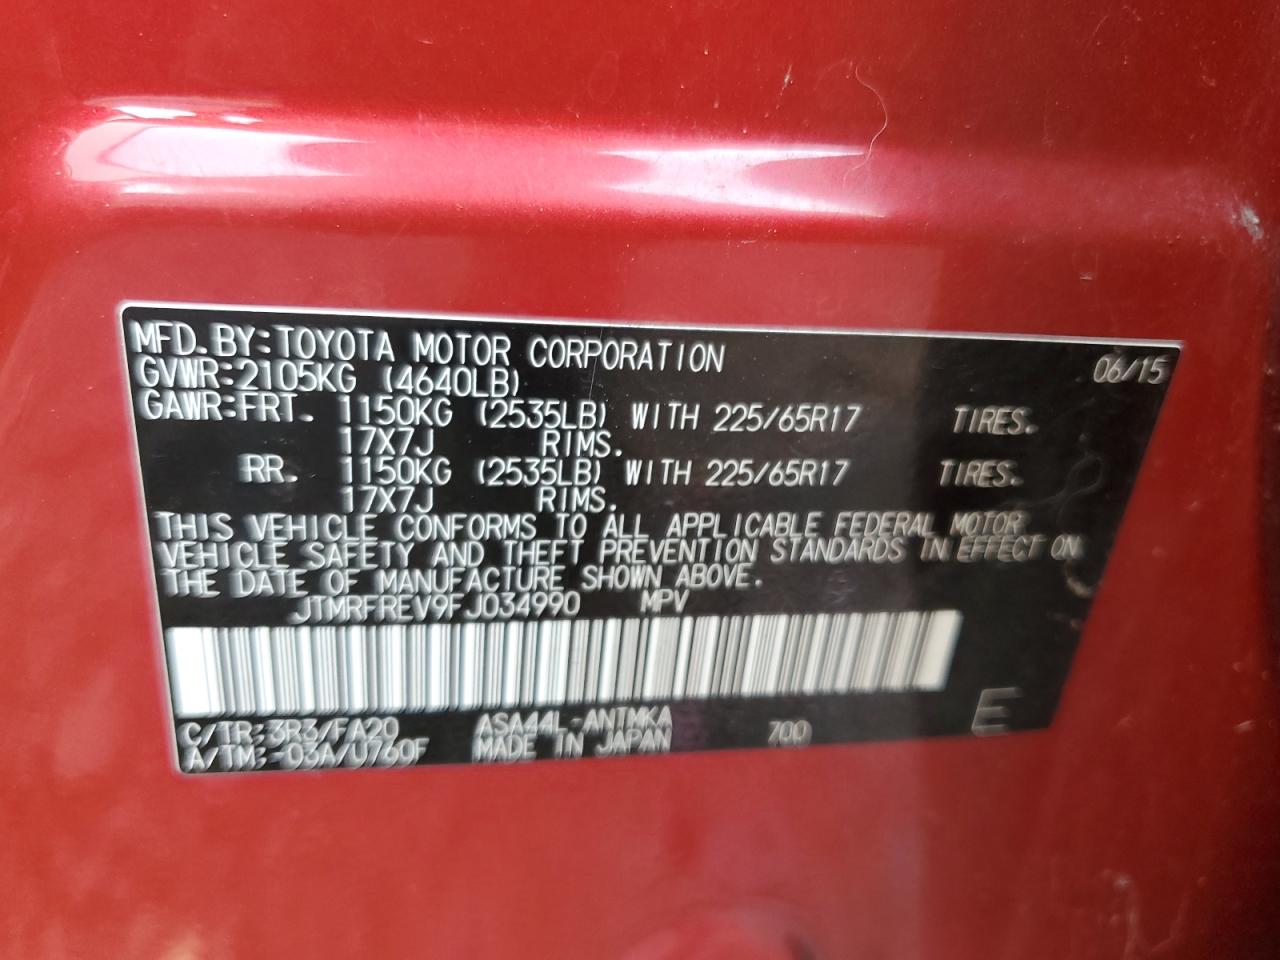 MFD. BY: TOYOTA MOTOR CORPORATION 06/15
GVWR: 2105KG (4640LB)
GAWR: FRT. 1150KG (2535LB) WITH 225/65R17 TIRES.
17X7J RIMS.
RR. 1150KG (2535LB) WITH 225/65R17 TIRES.
17X7J RIMS.
THIS VEHICLE CONFORMS TO ALL APPLICABLE FEDERAL MOTOR
VEHICLE SAFETY AND THEFT PREVENTION STANDARDS IN EFFECT ON
THE DATE OF MANUFACTURE SHOWN ABOVE.
JTMRFREV9FJ034990 MPV
C/TR: 3R3/FA20 ASA44L-ANTMKA 700 E
A/TM: -03A/U760F MADE IN JAPAN